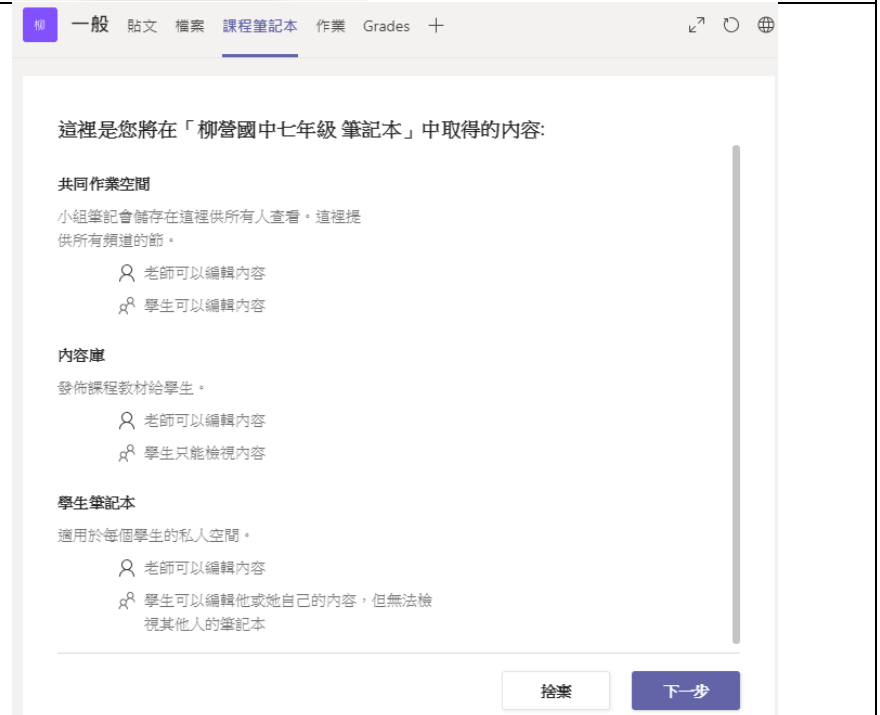 柳 一般 貼文 檔案 課程筆記本 作業 Grades
這裡是您將在「柳營國中七年級 筆記本」中取得的內容:
共同作業空間
小組筆記會儲存在這裡供所有人查看。這裡提
供所有頻道的節。
老師可以編輯內容
學生可以編輯內容
內容庫
發佈課程教材給學生。
老師可以編輯內容
學生只能檢視內容
學生筆記本
適用於每個學生的私人空間。
老師可以編輯內容
學生可以編輯他或她自己的內容，但無法檢
視其他人的筆記本
捨棄 下一步